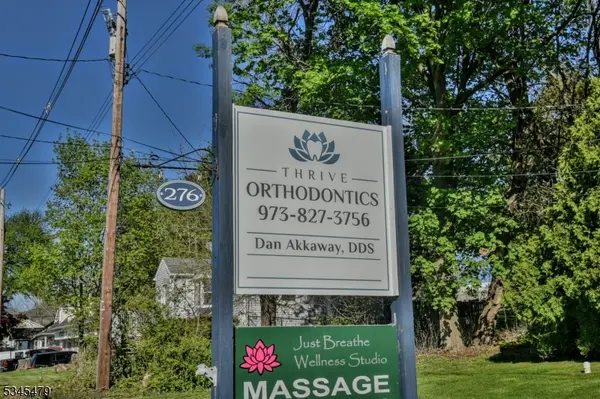 THRIVE
ORTHODONTICS
973-827-3756
Dan Akkaway, DDS
276
Just Breathe
Wellness Studio
MASSAGE
5345479!